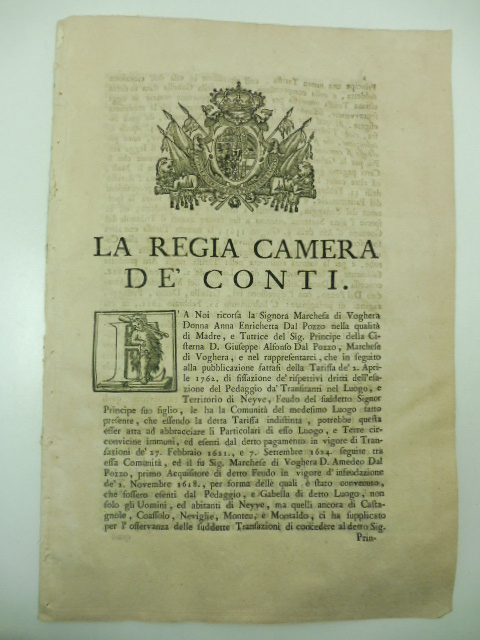 LA REGIA CAMERA
DE' CONTI.
E' A Noi ricorsa la Signora Marchesa di Voghera
Donna Anna Enrichetta Dal Pozzo nella qualità
di Madre, e Tutrice del Sig. Principe della Ci-
sterna D. Giuseppe Alfonso Dal Pozzo, Marchese
di Voghera, e nel rappresentarci, che in seguito
alla pubblicazione fattasi della Tariffa de' 2. Apri-
le 1762. di fissazione de' rispettivi dritti dell'esa-
zione del Pedaggio da' Transitanti nel Luogo, e
Territorio di Neyve, Feudo del suddetto Signor
Principe suo figlio, le ha la Comunità del medesimo Luogo fatto
presente, che essendo la detta Tariffa indistinta, potrebbe questa
esser atta ad abbracciare li Particolari di esso Luogo, e Terre cir-
convicine immuni, ed esenti dal detto pagamento in vigore di Tran-
sazioni de' 27. Febbraio 1621., e 7. Settembre 1624. seguite tra
essa Comunità, ed il fu Sig. Marchese di Voghera D. Amedeo Dal
Pozzo, primo Acquisitore di detto Feudo in vigore d'infeudazione
de' 2. Novembre 1618., per forma delle quali è stato convenuto,
che fossero esenti dal Pedaggio, e Gabella di detto Luogo, non
solo gli Uomini, ed abitanti di Neyve, ma quelli ancora di Casta-
gnole, Coassolo, Neviglie, Monteu, e Montaldo, ci ha supplicato
per l'osservanza delle suddette Transazioni di concedere al detto Sig.
Prin-